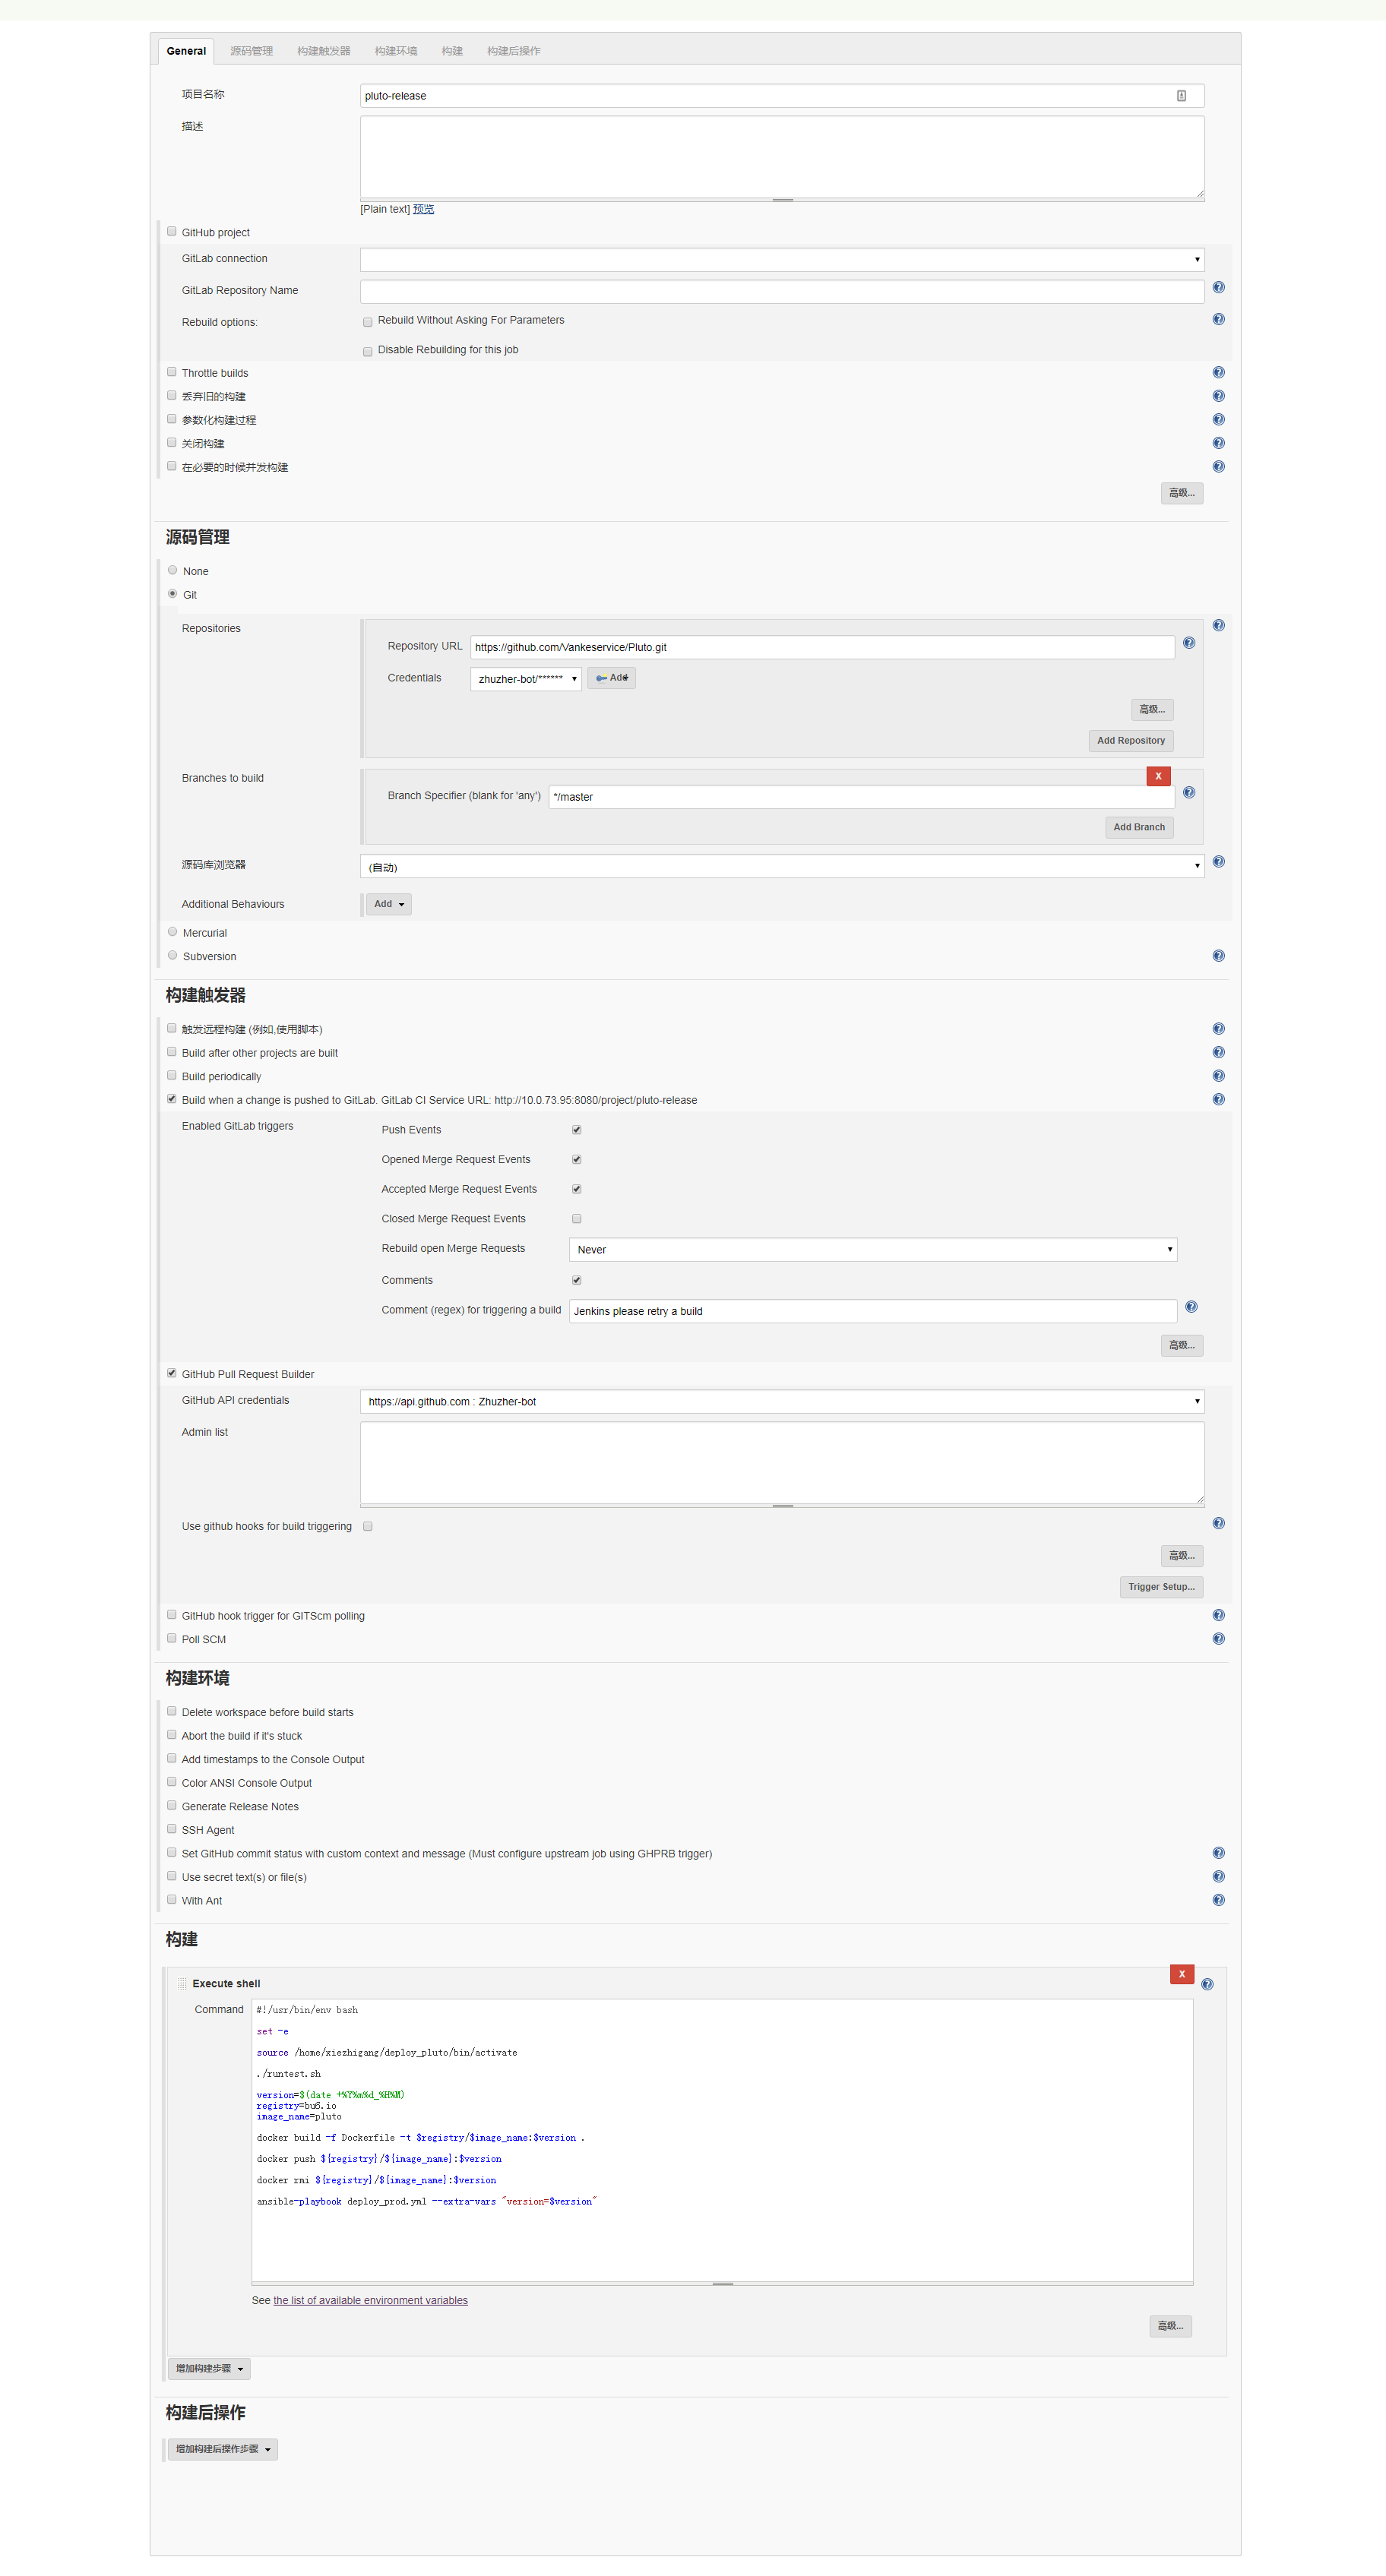 General 源码管理 构建触发器 构建环境 构建 构建后操作
项目名称 pluto-release
描述
[Plain text] 预览
GitHub project
GitLab connection
GitLab Repository Name
Rebuild options: Rebuild Without Asking For Parameters
Disable Rebuilding for this job
Throttle builds
丢弃旧的构建
参数化构建过程
关闭构建
在必要的时候并发构建
高级...
源码管理
None
Git
Repositories
Repository URL https://github.com/Vankeservice/Pluto.git
Credentials zhuzher-bot/****** Add
高级...
Add Repository
Branches to build X
Branch Specifier (blank for 'any') */master
Add Branch
源码库浏览器 (自动)
Additional Behaviours Add
Mercurial
Subversion
构建触发器
触发远程构建 (例如,使用脚本)
Build after other projects are built
Build periodically
Build when a change is pushed to GitLab. GitLab CI Service URL: http://10.0.73.95:8080/project/pluto-release
Enabled GitLab triggers Push Events
Opened Merge Request Events
Accepted Merge Request Events
Closed Merge Request Events
Rebuild open Merge Requests Never
Comments
Comment (regex) for triggering a build Jenkins please retry a build
高级...
GitHub Pull Request Builder
GitHub API credentials https://api.github.com : Zhuzher-bot
Admin list
Use github hooks for build triggering
高级...
Trigger Setup...
GitHub hook trigger for GITScm polling
Poll SCM
构建环境
Delete workspace before build starts
Abort the build if it's stuck
Add timestamps to the Console Output
Color ANSI Console Output
Generate Release Notes
SSH Agent
Set GitHub commit status with custom context and message (Must configure upstream job using GHPRB trigger)
Use secret text(s) or file(s)
With Ant
构建
X
Execute shell
Command #!/usr/bin/env bash
set -e
source /home/xiezhigang/deploy_pluto/bin/activate
./runtest.sh
version=$(date +%Y%m%d_%H%M)
registry=bu6.io
image_name=pluto
docker build -f Dockerfile -t $registry/$image_name:$version .
docker push ${registry}/${image_name}:$version
docker rmi ${registry}/${image_name}:$version
ansible-playbook deploy_prod.yml --extra-vars "version=$version"
See the list of available environment variables
高级...
增加构建步骤
构建后操作
增加构建后操作步骤